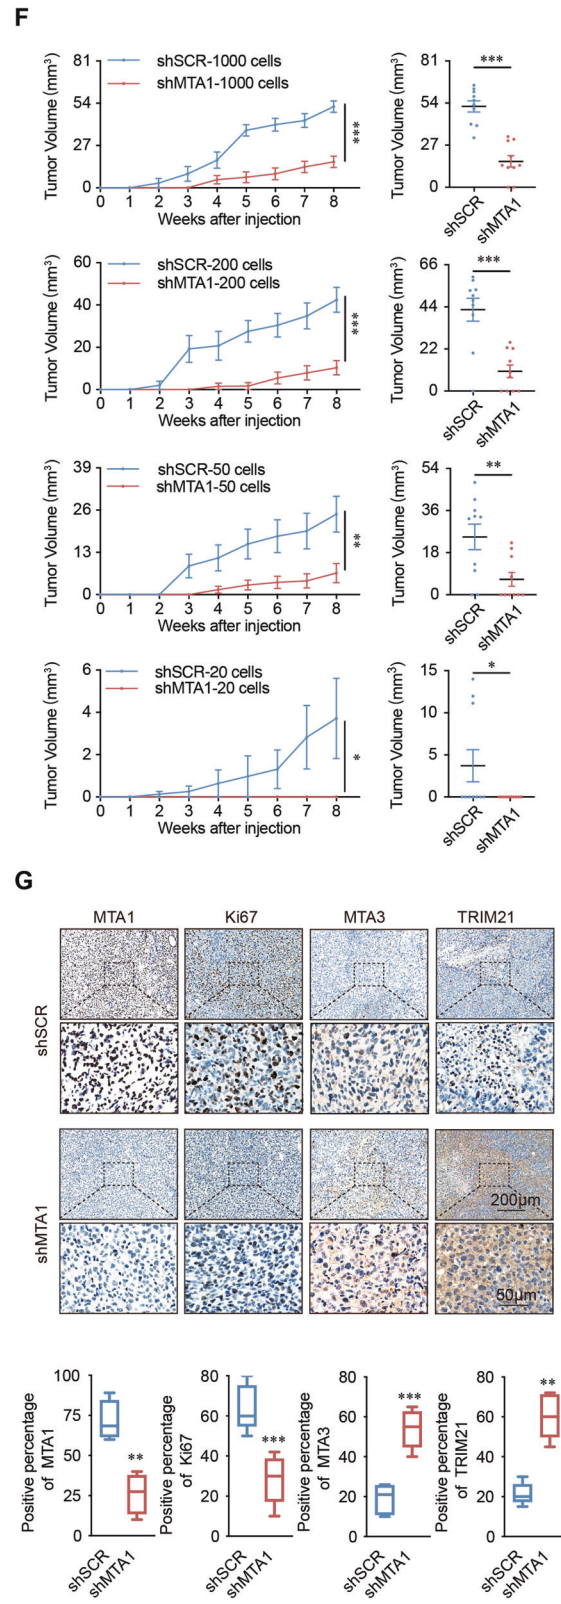 F
81
54
27
0
Tumor Volume (mm³)
shSCR-1000 cells
shMTA1-1000 cells
***
0 1 2 3 4 5 6 7 8
Weeks after injection
81
54
27
0
Tumor Volume (mm³)
***
shSCR
shMTA1
60
40
20
0
Tumor Volume (mm³)
shSCR-200 cells
shMTA1-200 cells
***
0 1 2 3 4 5 6 7 8
Weeks after injection
66
44
22
0
Tumor Volume (mm³)
***
shSCR
shMTA1
39
26
13
0
Tumor Volume (mm³)
shSCR-50 cells
shMTA1-50 cells
**
0 1 2 3 4 5 6 7 8
Weeks after injection
54
36
18
0
Tumor Volume (mm³)
**
shSCR
shMTA1
6
4
2
0
Tumor Volume (mm³)
shSCR-20 cells
shMTA1-20 cells
*
0 1 2 3 4 5 6 7 8
Weeks after injection
15
10
5
0
Tumor Volume (mm³)
*
shSCR
shMTA1
G
MTA1 Ki67 MTA3 TRIM21
shSCR
shMTA1
200μm
50μm
Positive percentage
of MTA1
100
75
50
25
0
**
shSCR
shMTA1
Positive percentage
of Ki67
80
60
40
20
0
***
shSCR
shMTA1
Positive percentage
of MTA3
80
60
40
20
0
***
shSCR
shMTA1
Positive percentage
of TRIM21
80
60
40
20
0
**
shSCR
shMTA1